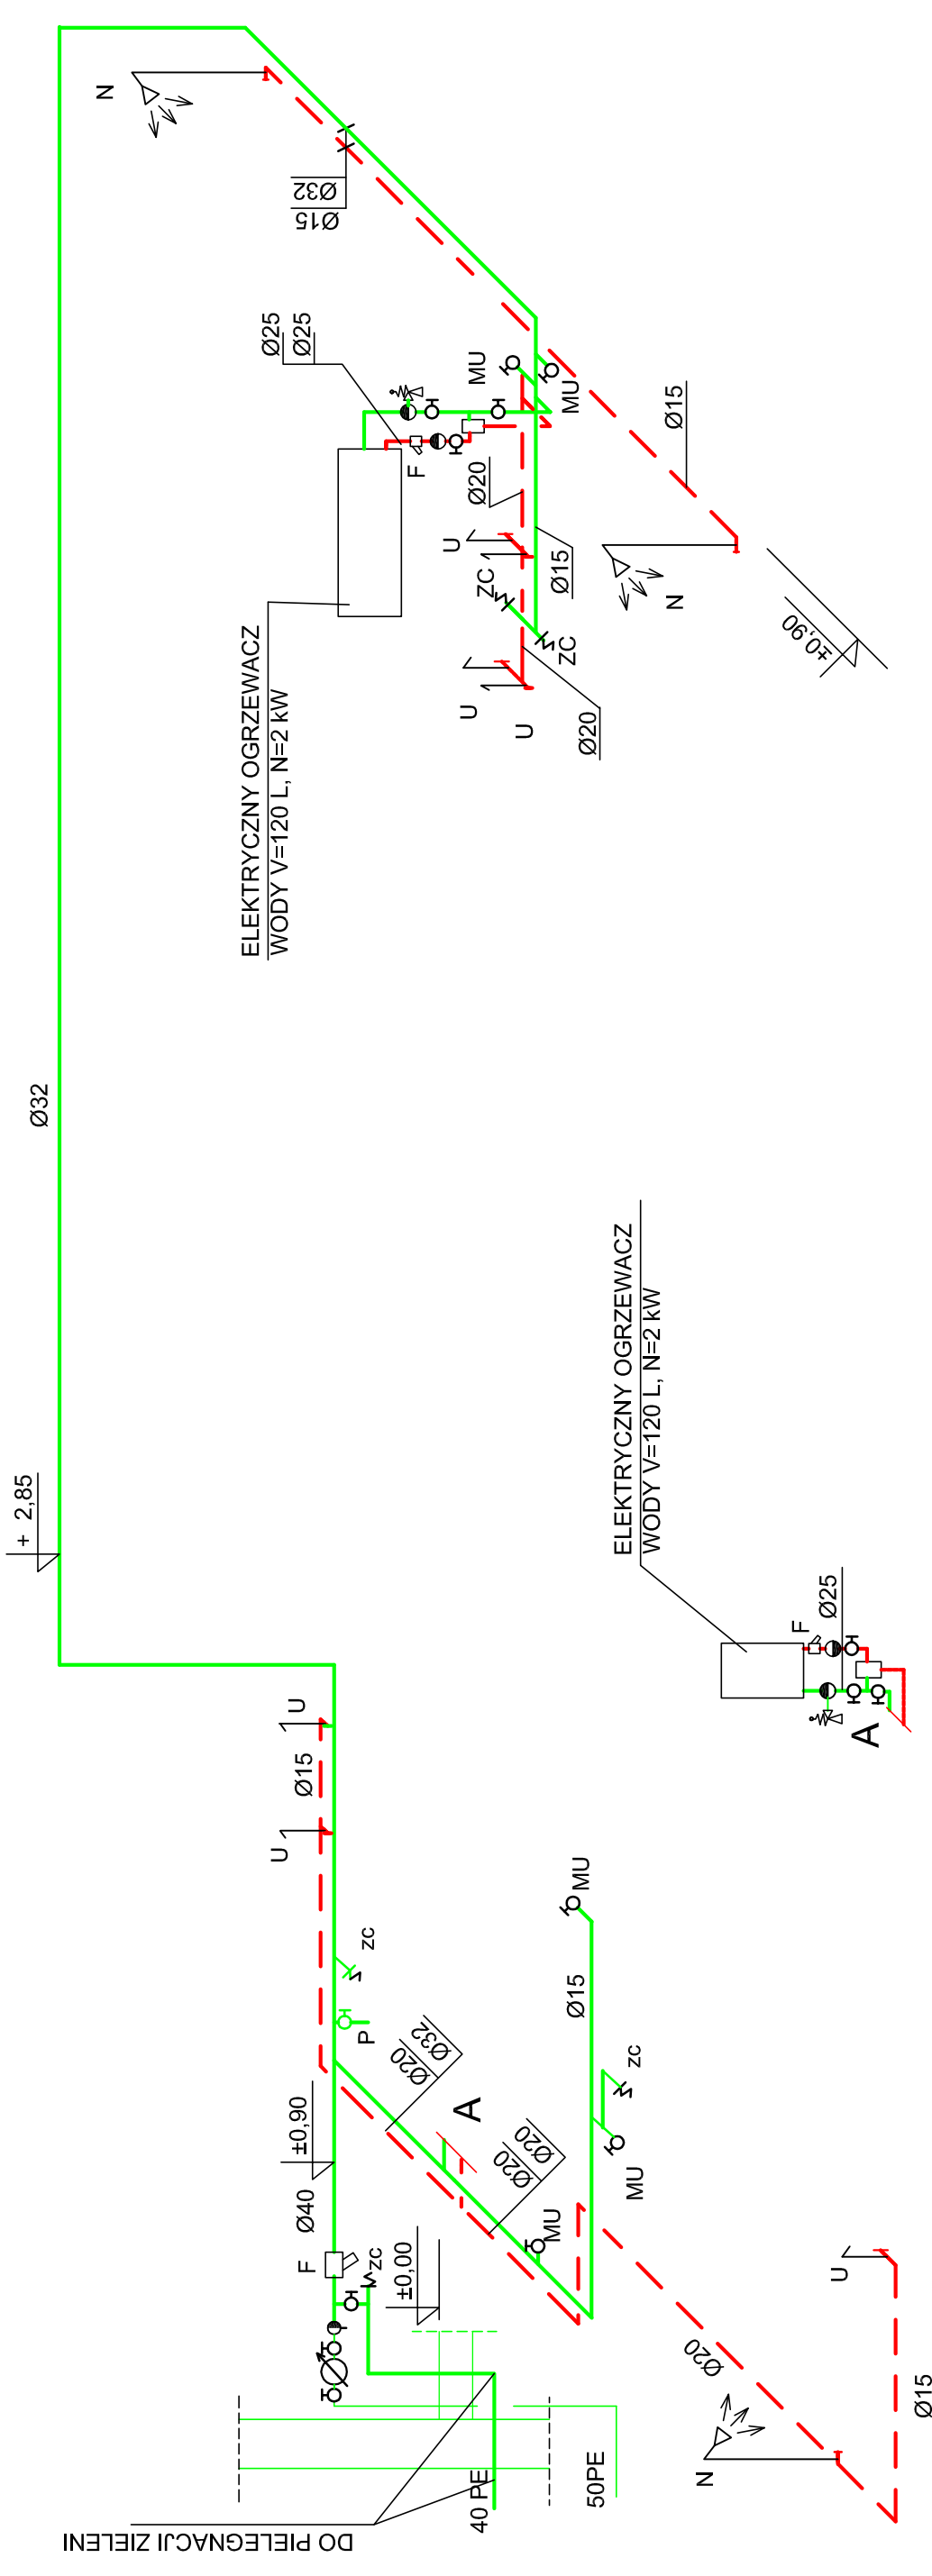 N
Ø32
Ø15
Ø25
Ø25
MU
MU
F
Ø20
Ø15
U
ZC
Ø15
ZC
N
±0,90
U
U
Ø20
ELEKTRYCZNY OGRZEWACZ
WODY V=120 L, N=2 kW
Ø32
ELEKTRYCZNY OGRZEWACZ
WODY V=120 L, N=2 kW
+ 2,85
F
Ø25
A
U
Ø15
U
MU
zc
Ø15
P
Ø32
Ø20
zc
A
±0,90
Ø20
Ø20
MU
Ø40
MU
F
zc
±0,00
U
Ø20
Ø15
N
50PE
40 PE
DO PIELEGNACJI ZIELENI